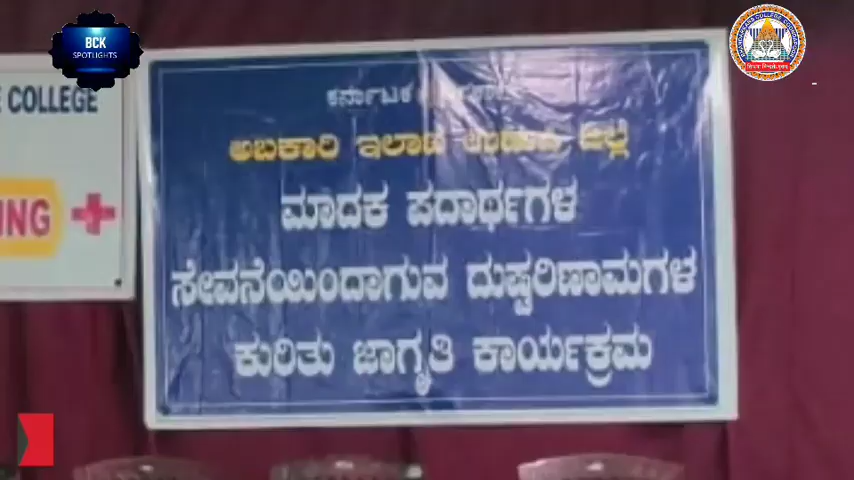 BCK
SPOTLIGHTS
COLLEGE
ING
ಕರ್ನಾಟಕ
ಅಬಕಾರಿ ಇಲಾಖೆ ಜಿಲ್ಲೆ
ಮಾದಕ ಪದಾರ್ಥಗಳ
ಸೇವನೆಯಿಂದಾಗುವ ದುಷ್ಪರಿಣಾಮಗಳ
ಕುರಿತು ಜಾಗೃತಿ ಕಾರ್ಯಕ್ರಮ